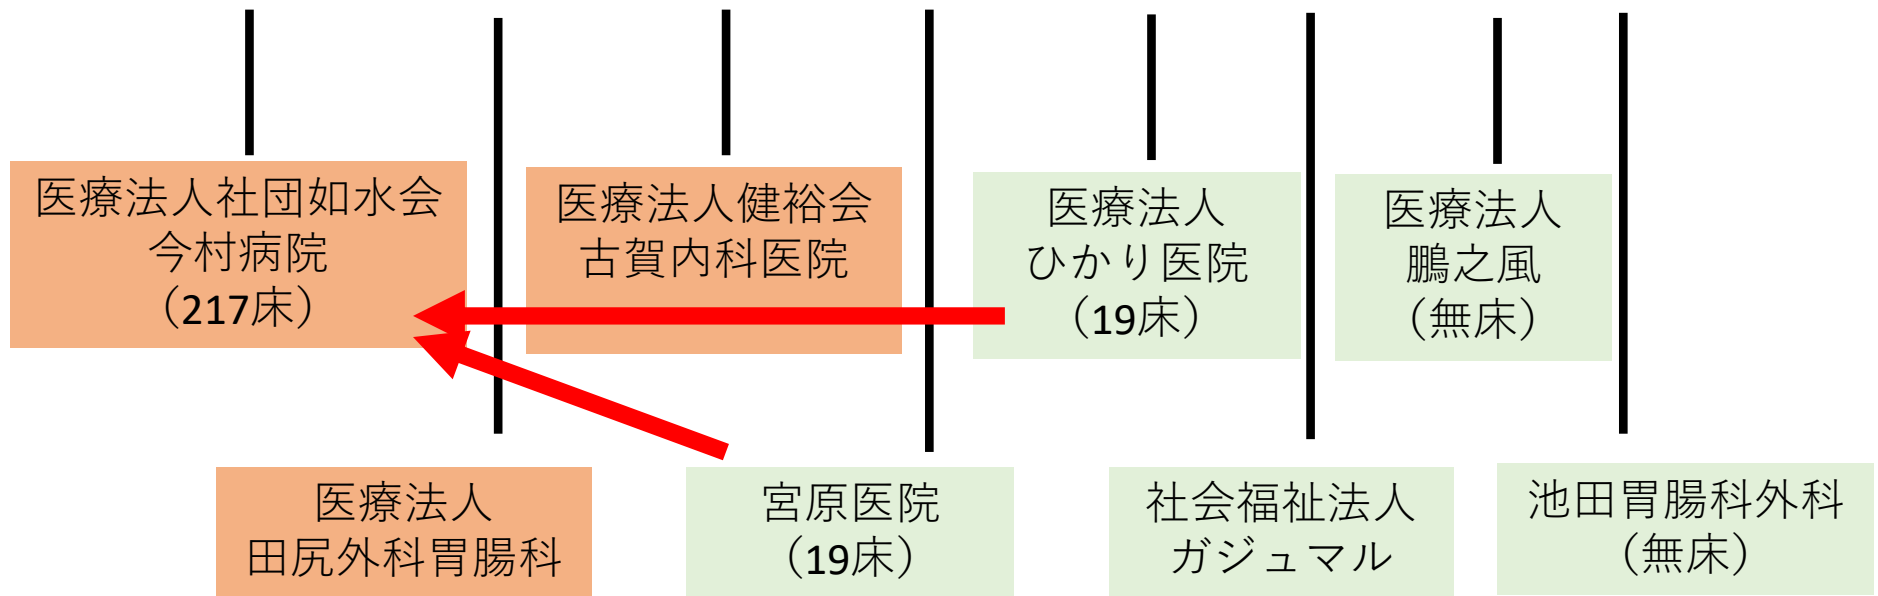 医療法人社団如水会
今村病院
（217床）
医療法人健裕会
古賀内科医院
医療法人
ひかり医院
（19床）
医療法人
鵬之風
（無床）
医療法人
田尻外科胃腸科
宮原医院
（19床）
社会福祉法人
ガジュマル
池田胃腸科外科
（無床）